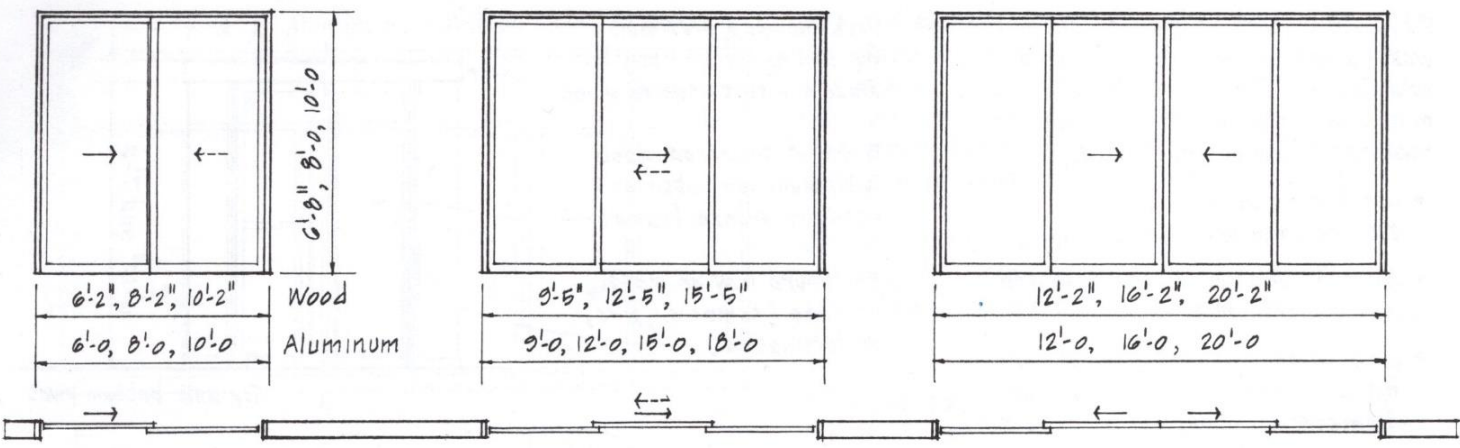 6'-8", 8'-0, 10'-0
6'-2", 8'-2", 10'-2"
Wood
9'-5", 12'-5", 15'-5"
12'-2", 16'-2", 20'-2"
6'-0, 8'-0, 10'-0
Aluminum
9'-0, 12'-0, 15'-0, 18'-0
12'-0, 16'-0, 20'-0